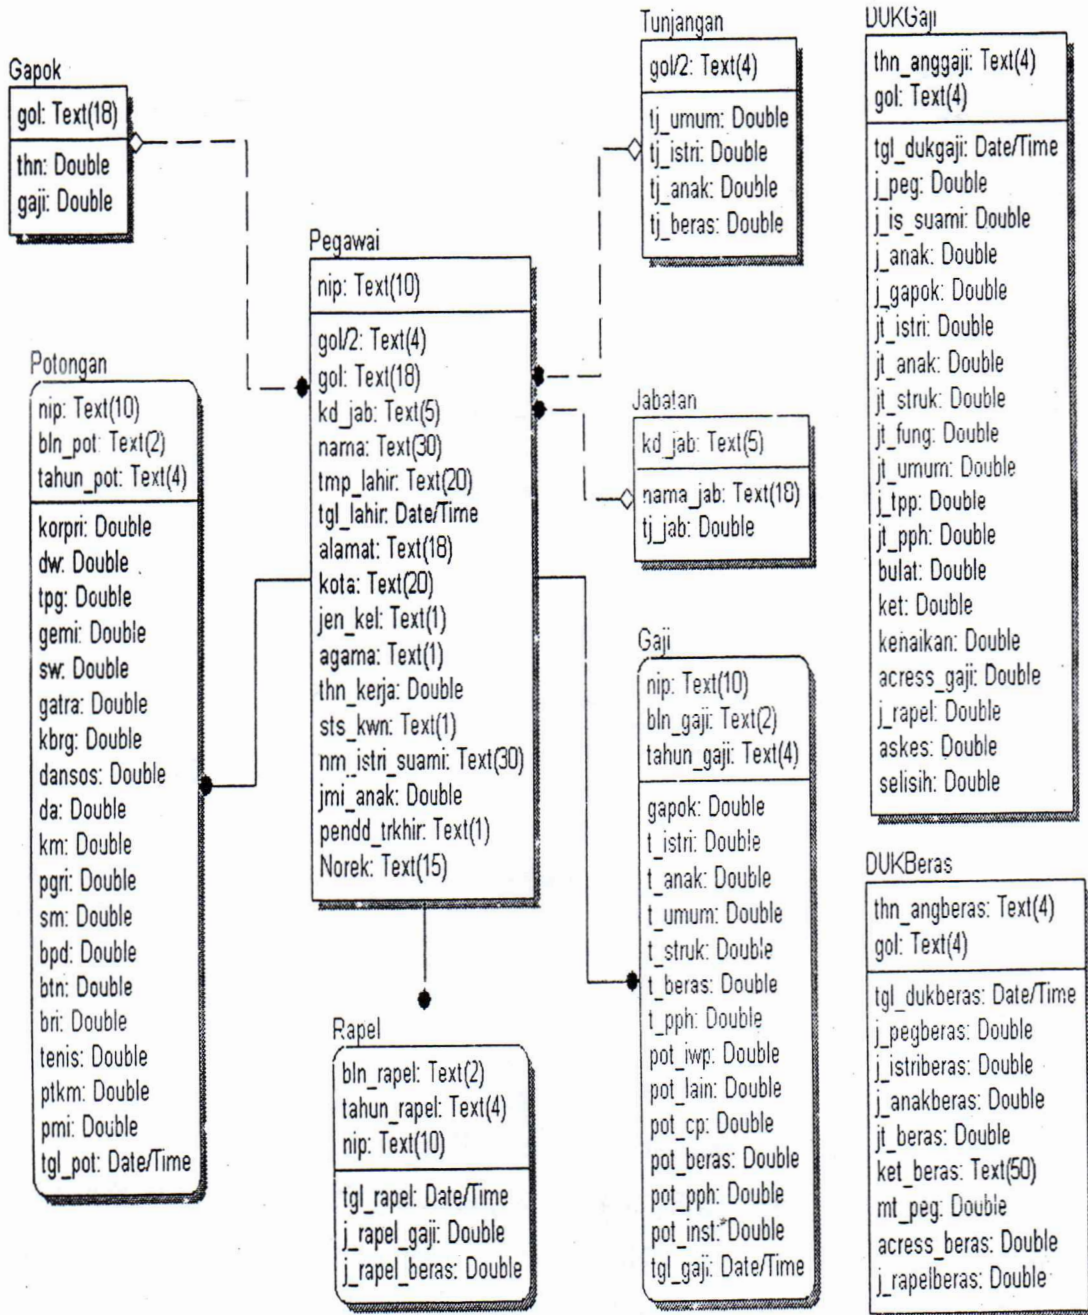 Gapok
gol: Text(18)
thn: Double
gaji: Double
Tunjangan
gol/2: Text(4)
tj_umum: Double
tj_istri: Double
tj_anak: Double
tj_beras: Double
DUKGaji
thn_anggaji: Text(4)
gol: Text(4)
tgl_dukgaji: Date/Time
j_peg: Double
j_is_suami: Double
j_anak: Double
j_gapok: Double
jt_istri: Double
jt_anak: Double
jt_struk: Double
jt_fung: Double
jt_umum: Double
j_tpp: Double
jt_pph: Double
bulat: Double
ket: Double
kenaikan: Double
acress_gaji: Double
j_rapel: Double
askes: Double
selisih: Double
Pegawai
nip: Text(10)
gol/2: Text(4)
gol: Text(18)
kd_jab: Text(5)
nama: Text(30)
tmp_lahir: Text(20)
tgl_lahir: Date/Time
alamat: Text(18)
kota: Text(20)
jen_kel: Text(1)
agama: Text(1)
thn_kerja: Double
sts_kwn: Text(1)
nm_istri_suami: Text(30)
jml_anak: Double
pendd_trkhir: Text(1)
Norek: Text(15)
Potongan
nip: Text(10)
bln_pot: Text(2)
tahun_pot: Text(4)
korpri: Double
dw: Double
tpg: Double
gemi: Double
sw: Double
gatra: Double
kbrg: Double
dansos: Double
da: Double
km: Double
pgri: Double
sm: Double
bpd: Double
btn: Double
bri: Double
tenis: Double
ptkm: Double
pmi: Double
tgl_pot: Date/Time
Jabatan
kd_jab: Text(5)
nama_jab: Text(18)
tj_jab: Double
Gaji
nip: Text(10)
bln_gaji: Text(2)
tahun_gaji: Text(4)
gapok: Double
t_istri: Double
t_anak: Double
t_umum: Double
t_struk: Double
t_beras: Double
t_pph: Double
pot_iwp: Double
pot_lain: Double
pot_cp: Double
pot_beras: Double
pot_pph: Double
pot_inst: Double
tgl_gaji: Date/Time
Rapel
bln_rapel: Text(2)
tahun_rapel: Text(4)
nip: Text(10)
tgl_rapel: Date/Time
j_rapel_gaji: Double
j_rapel_beras: Double
DUKBeras
thn_angberas: Text(4)
gol: Text(4)
tgl_dukberas: Date/Time
j_pegberas: Double
j_istriberas: Double
j_anakberas: Double
jt_beras: Double
ket_beras: Text(50)
mt_peg: Double
acress_beras: Double
j_rapelberas: Double